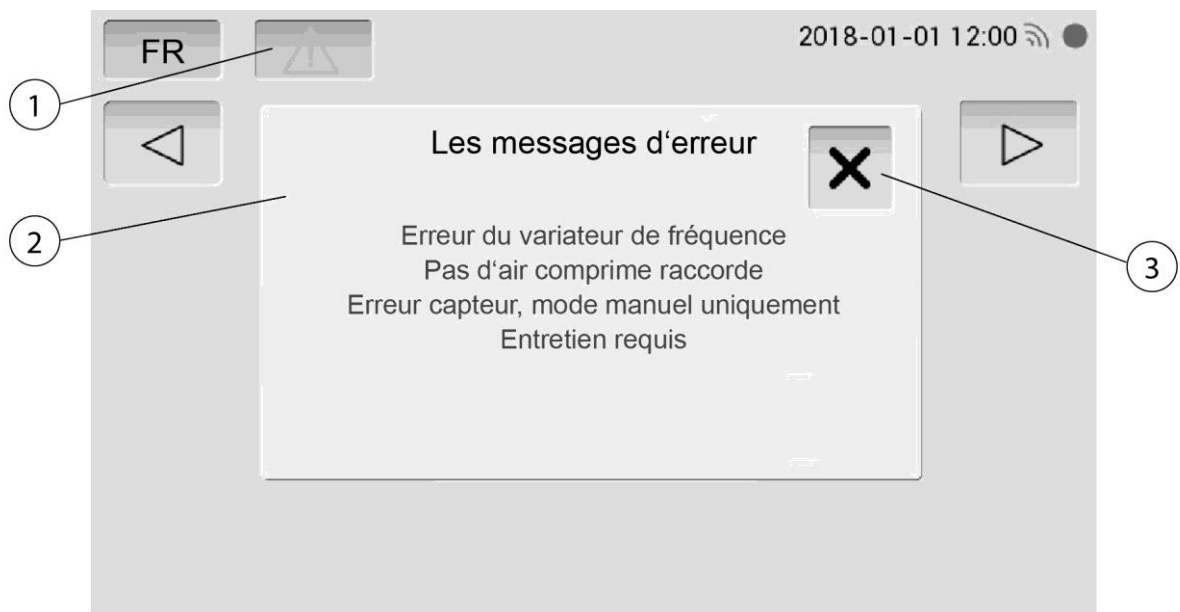 FR
2018-01-01 12:00
1
Les messages d‘erreur
2
Erreur du variateur de fréquence
Pas d‘air comprime raccorde
3
Erreur capteur, mode manuel uniquement
Entretien requis